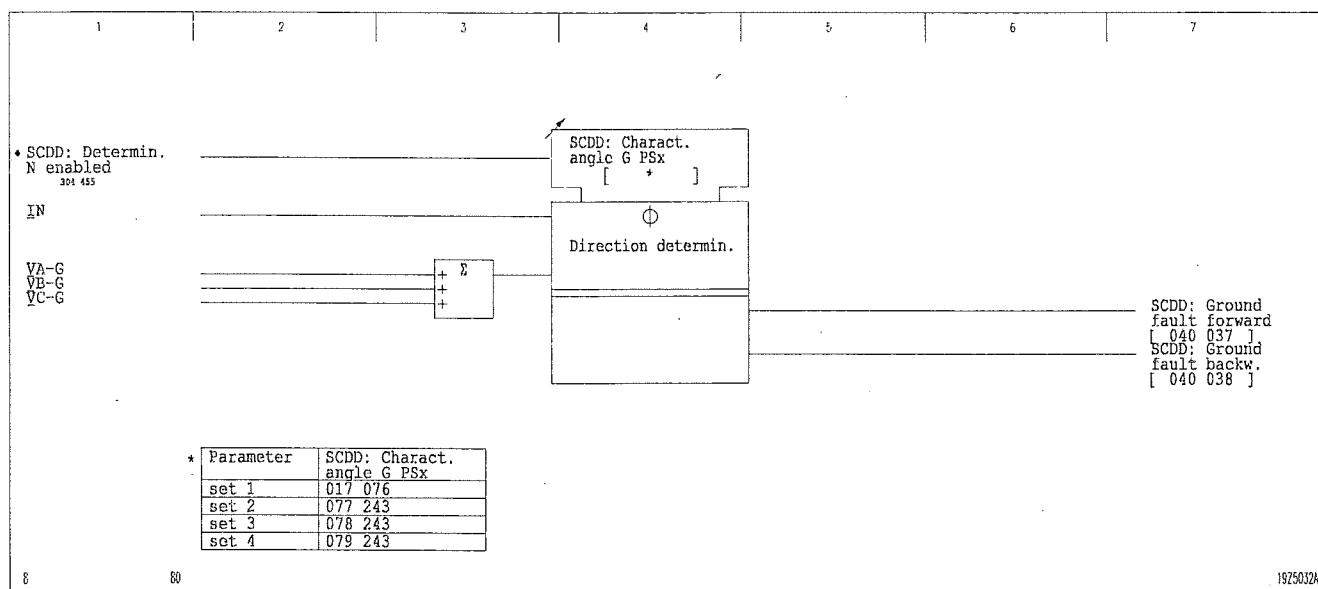 1 2 3 4 5 6 7
SCDD: Determin.
N enabled
304 455
IN
VA-G
VB-G
VC-G
+ Σ
+
+
SCDD: Charact.
angle G PSx
[ * ]
Φ
Direction determin.
SCDD: Ground
fault forward
[ 040 037 ]
SCDD: Ground
fault backw.
[ 040 038 ]
* Parameter SCDD: Charact.
angle G PSx
set 1 017 076
set 2 077 243
set 3 078 243
set 4 079 243
8 80 19Z5032A